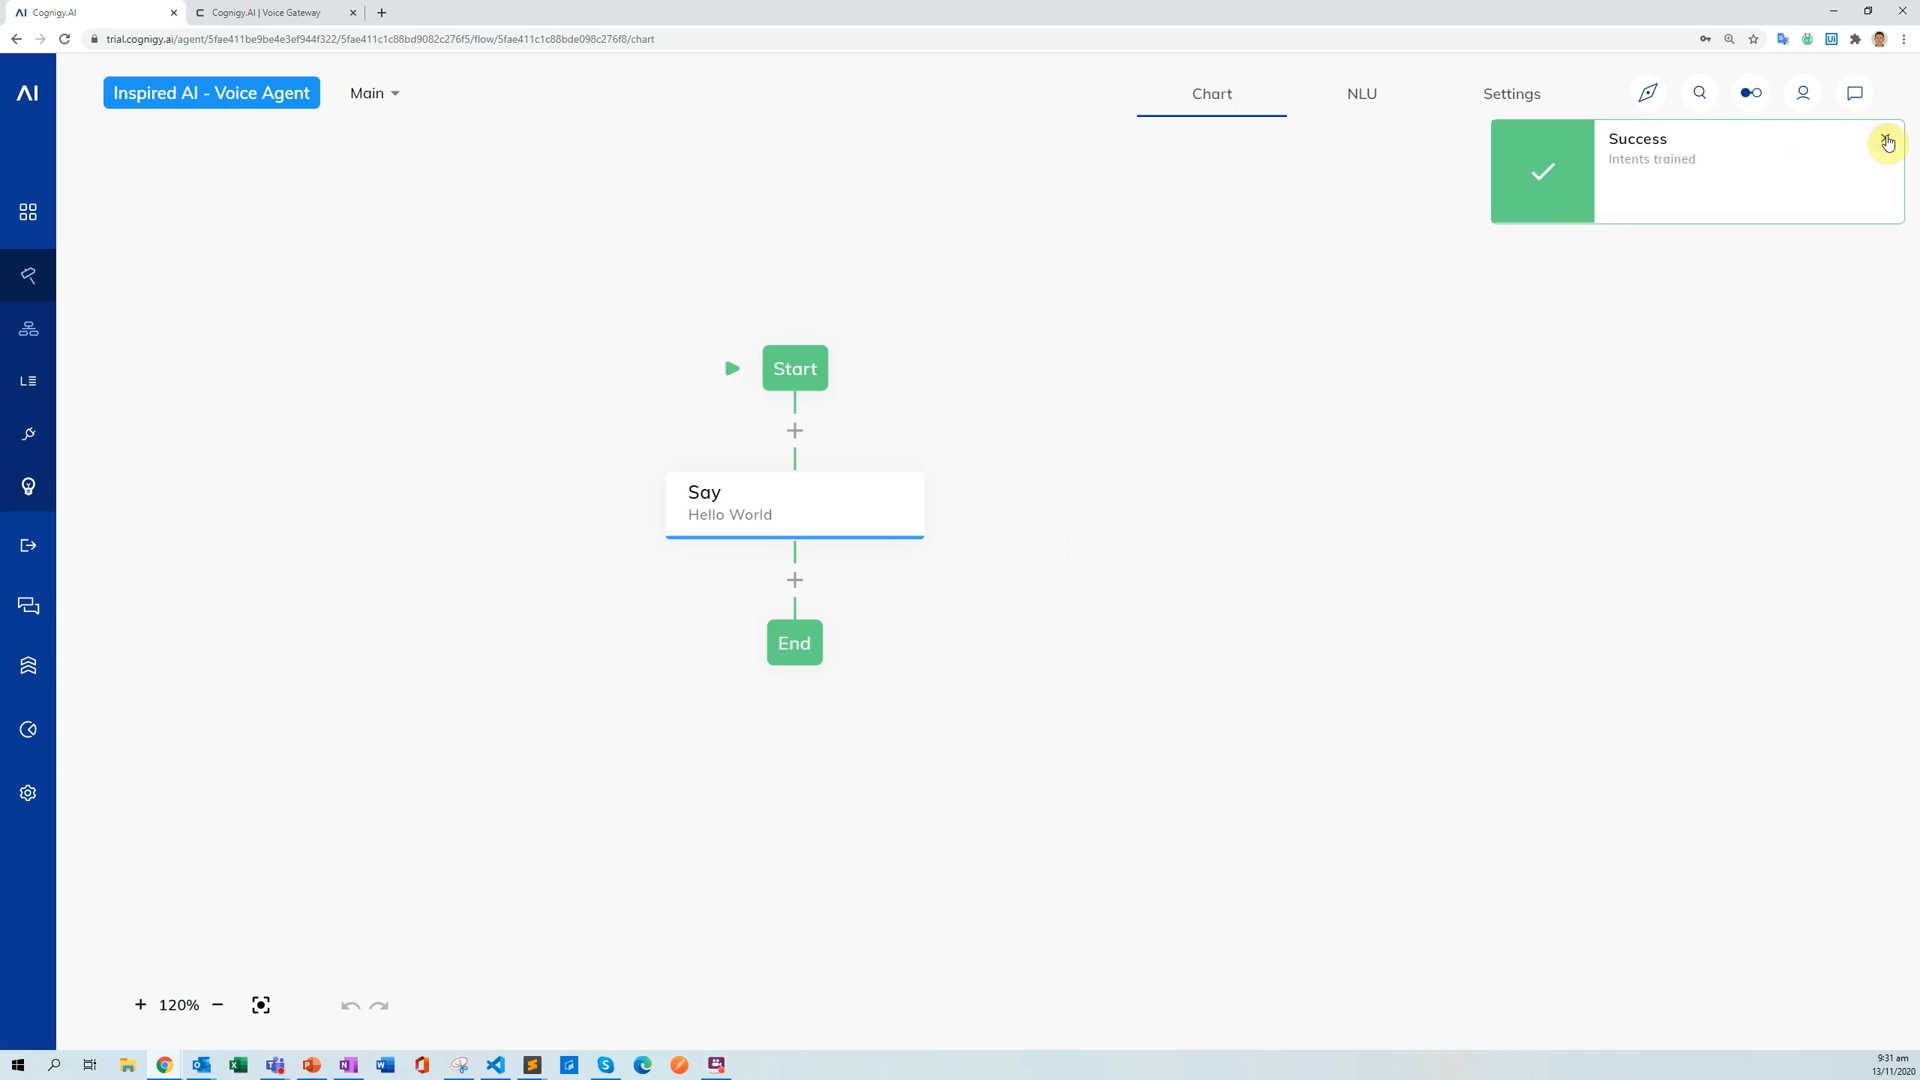 Cognigy.AI
Cognigy.AI | Voice Gateway
trial.cognigy.ai/agent/5fae411be9be4e3ef944f322/5fae411c1c88bd9082c276f5/flow/5fae411c1c88bde098c276f8/chart
AI
Inspired AI - Voice Agent
Main
Chart
NLU
Settings
Success
Intents trained
Start
Say
Hello World
End
120%
9:31 am
13/11/2020